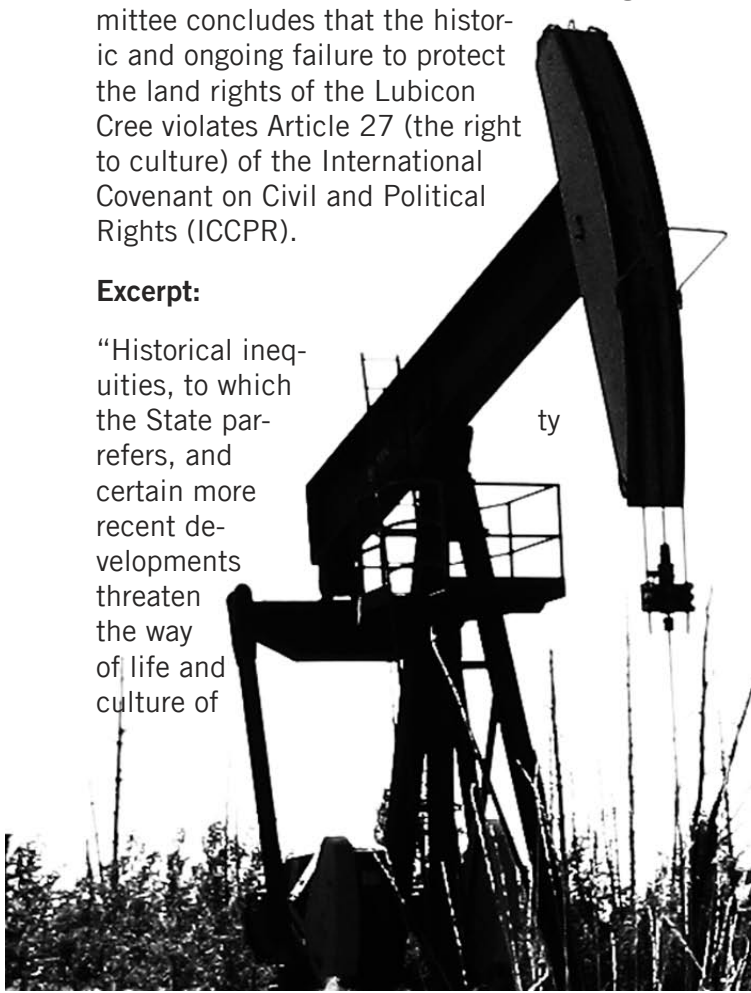 mittee concludes that the histor-
ic and ongoing failure to protect
the land rights of the Lubicon
Cree violates Article 27 (the right
to culture) of the International
Covenant on Civil and Political
Rights (ICCPR).
Excerpt:
“Historical ineq-
uities, to which
the State par- ty
refers, and
certain more
recent de-
velopments
threaten
the way
of life and
culture of